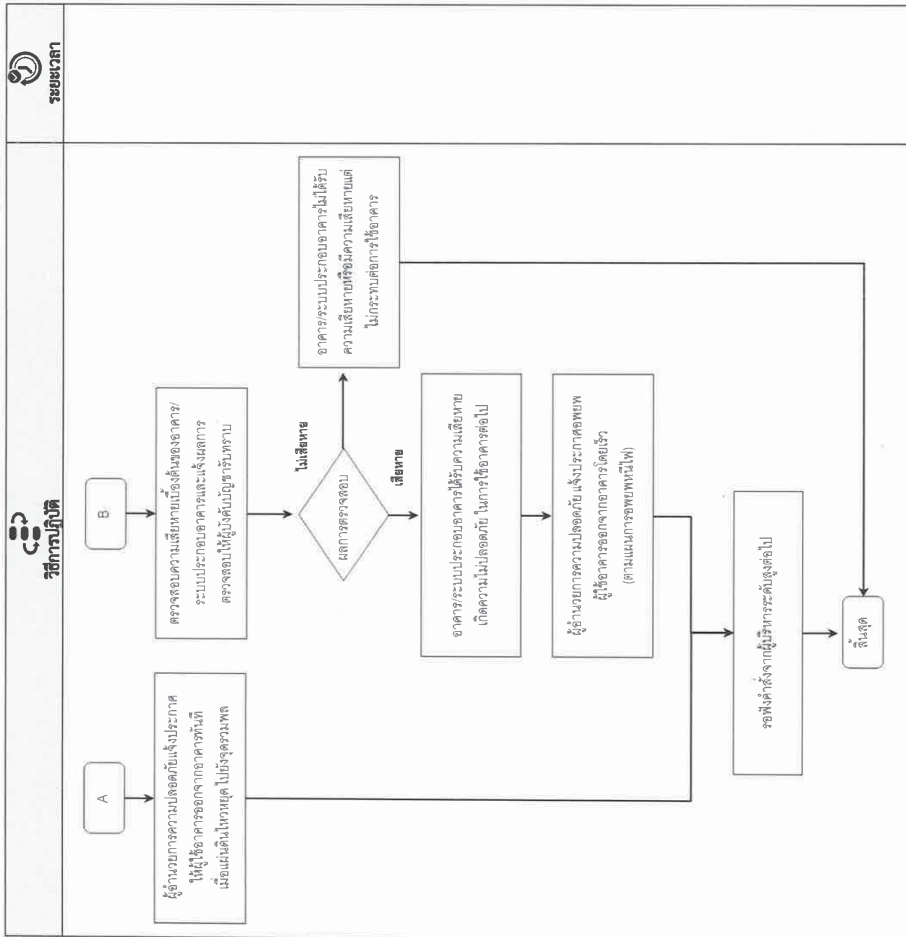 วิธีการปฏิบัติ
ระยะเวลา
A
ผู้อำนวยการความปลอดภัยแจ้งประกาศ
ให้ผู้ใช้อาคารออกจากอาคารทันที
เมื่อแผ่นดินไหวหยุด ไปยังจุดรวมพล
B
ตรวจสอบความเสียหายเบื้องต้นของอาคาร/
ระบบประกอบอาคารและแจ้งผลการ
ตรวจสอบให้ผู้บังคับบัญชารับทราบ
ผลการตรวจสอบ
ไม่เสียหาย
เสียหาย
อาคาร/ระบบประกอบอาคารไม่ได้รับ
ความเสียหายหรือมีความเสียหายแต่
ไม่กระทบต่อการใช้อาคาร
อาคาร/ระบบประกอบอาคารได้รับความเสียหาย
เกิดความไม่ปลอดภัย ในการใช้อาคารต่อไป
ผู้อำนวยการความปลอดภัย แจ้งประกาศอพยพ
ผู้ใช้อาคารออกจากอาคารโดยเร็ว
(ตามแผนการอพยพหนีไฟ)
รอฟังคำสั่งจากผู้บริหารระดับสูงต่อไป
สิ้นสุด